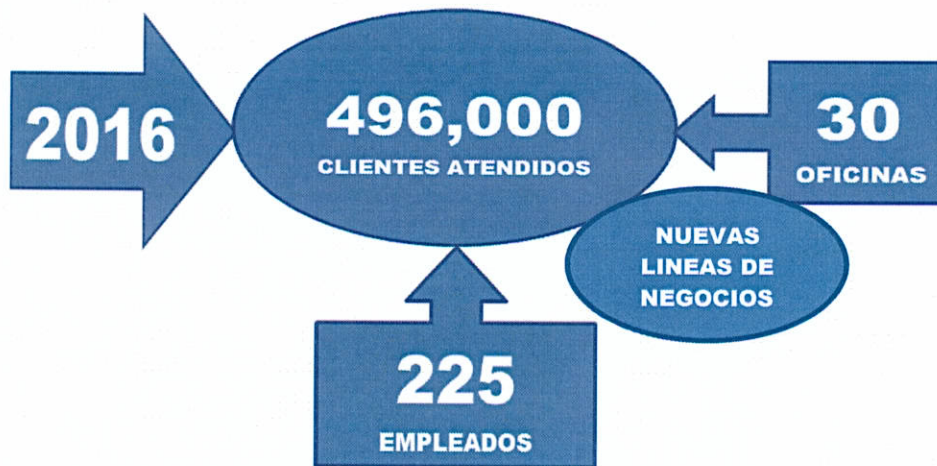 2016
496,000
CLIENTES ATENDIDOS
30
OFICINAS
NUEVAS
LINEAS DE
NEGOCIOS
225
EMPLEADOS